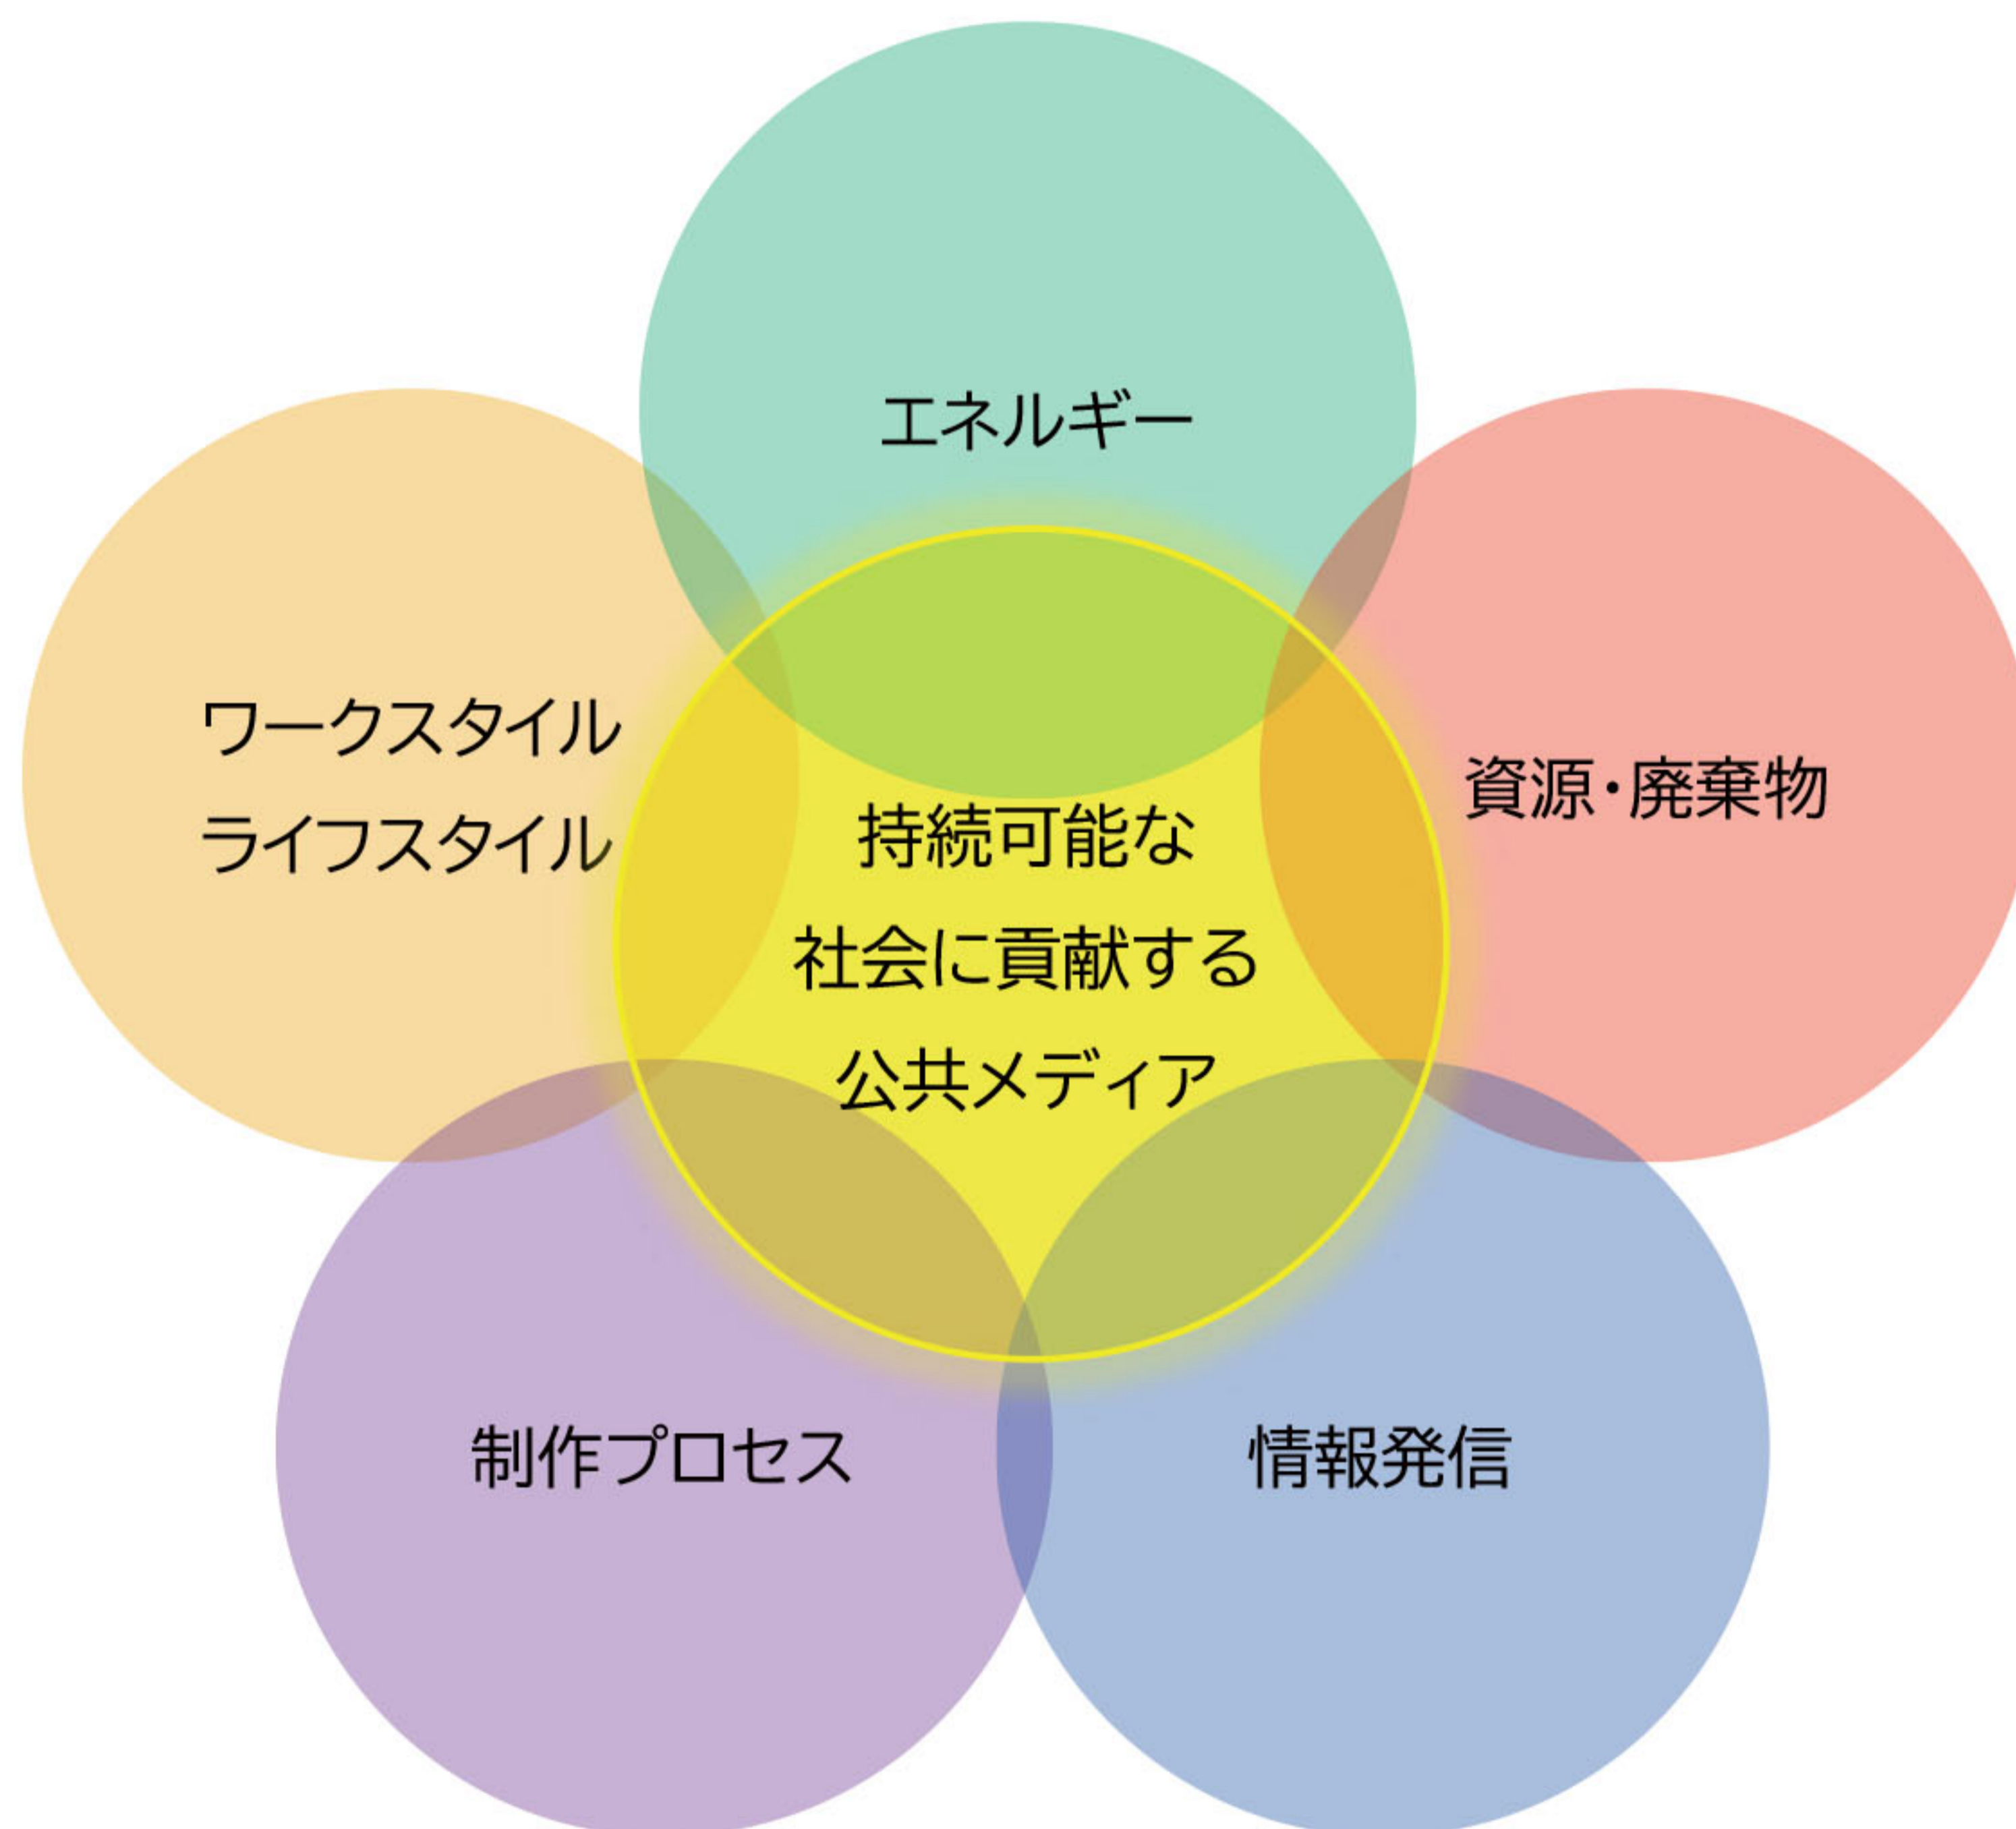 エネルギー
ワークスタイル
ライフスタイル
資源・廃棄物
持続可能な
社会に貢献する
公共メディア
制作プロセス
情報発信